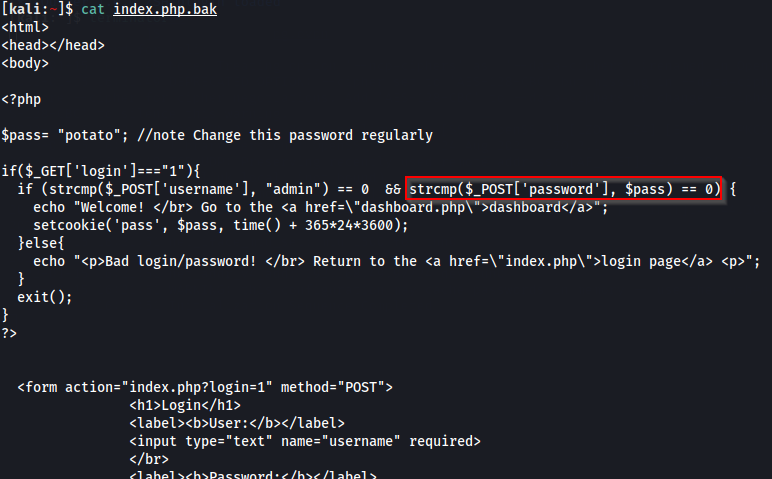 [kali:~]$ cat index.php.bak
<html>
<head></head>
<body>

<?php

$pass= "potato"; //note Change this password regularly

if($_GET['login']==="1"){
  if (strcmp($_POST['username'], "admin") == 0  && strcmp($_POST['password'], $pass) == 0) {
    echo "Welcome! </br> Go to the <a href=\"dashboard.php\">dashboard</a>";
    setcookie('pass', $pass, time() + 365*24*3600);
  }else{
    echo "<p>Bad login/password! </br> Return to the <a href=\"index.php\">login page</a> <p>";
  }
  exit();
}
?>


  <form action="index.php?login=1" method="POST">
                <h1>Login</h1>
                <label><b>User:</b></label>
                <input type="text" name="username" required>
                </br>
                <label><b>Password:</b></label>